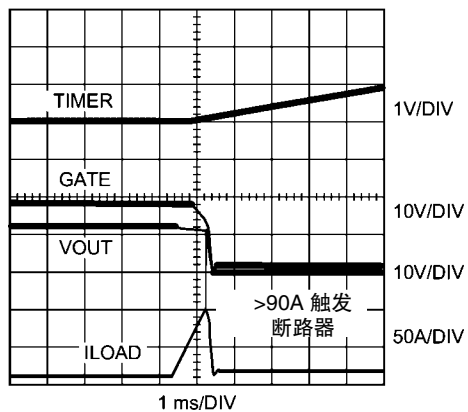 TIMER
1V/DIV
GATE
10V/DIV
VOUT
10V/DIV
>90A 触发
断路器
50A/DIV
ILOAD
1 ms/DIV